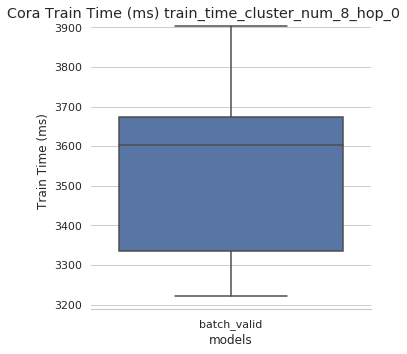 Cora Train Time (ms) train_time_cluster_num_8_hop_0
3900
3800
3700
3600
3500
3400
3300
3200
Train Time (ms)
batch_valid
models